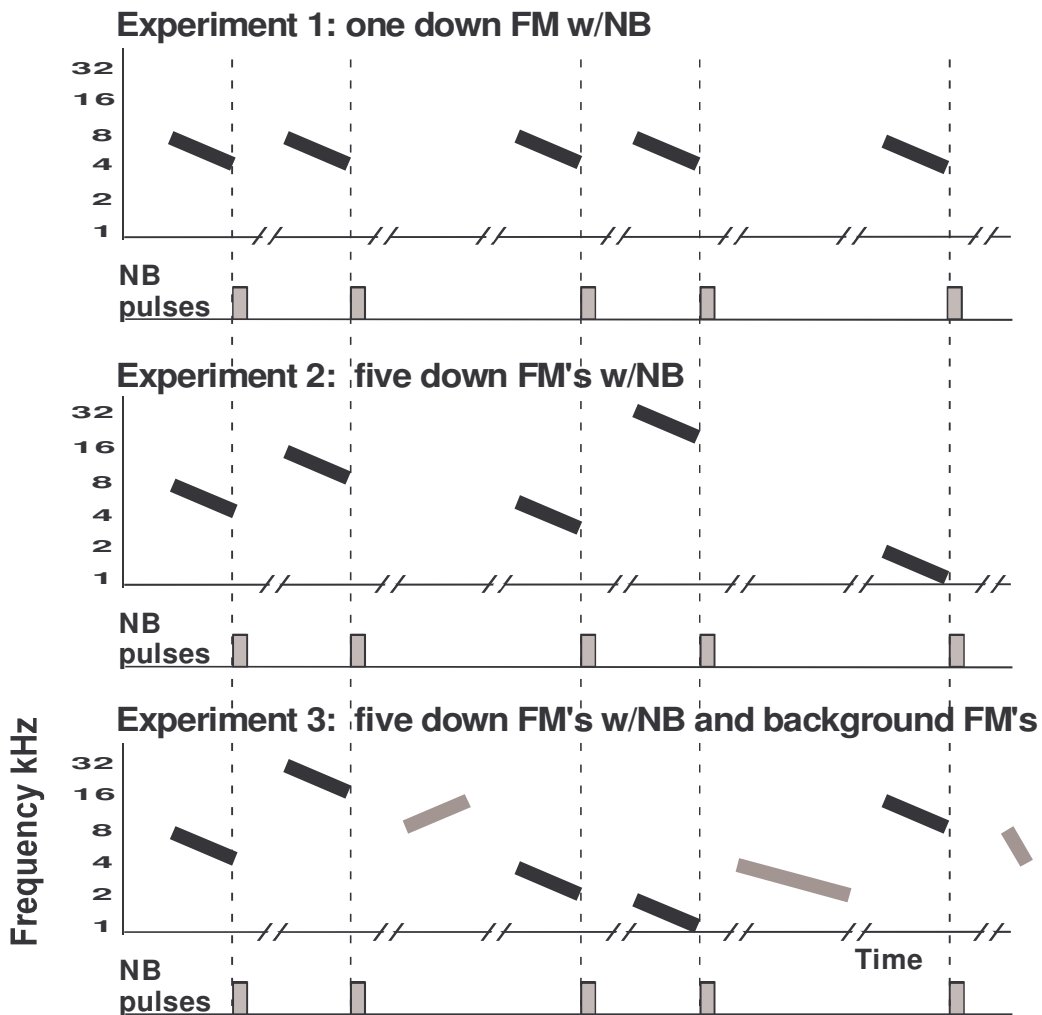 Experiment 1: one down FM w/NB
32
16
8
4
2
1
NB
pulses
Experiment 2: five down FM's w/NB
32
16
8
4
2
1
NB
pulses
Experiment 3: five down FM's w/NB and background FM's
Frequency kHz
32
16
8
4
2
1
Time
NB
pulses